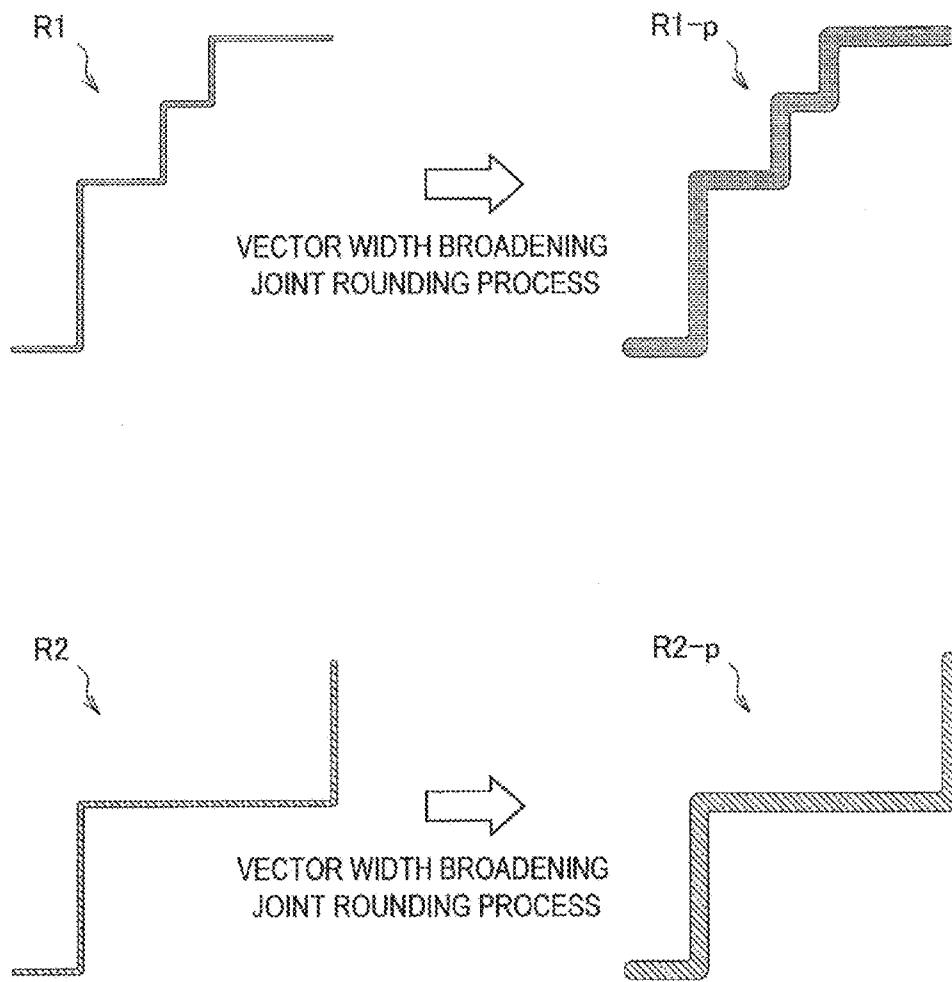 R1
R1-p
VECTOR WIDTH BROADENING
JOINT ROUNDING PROCESS
R2
R2-p
VECTOR WIDTH BROADENING
JOINT ROUNDING PROCESS